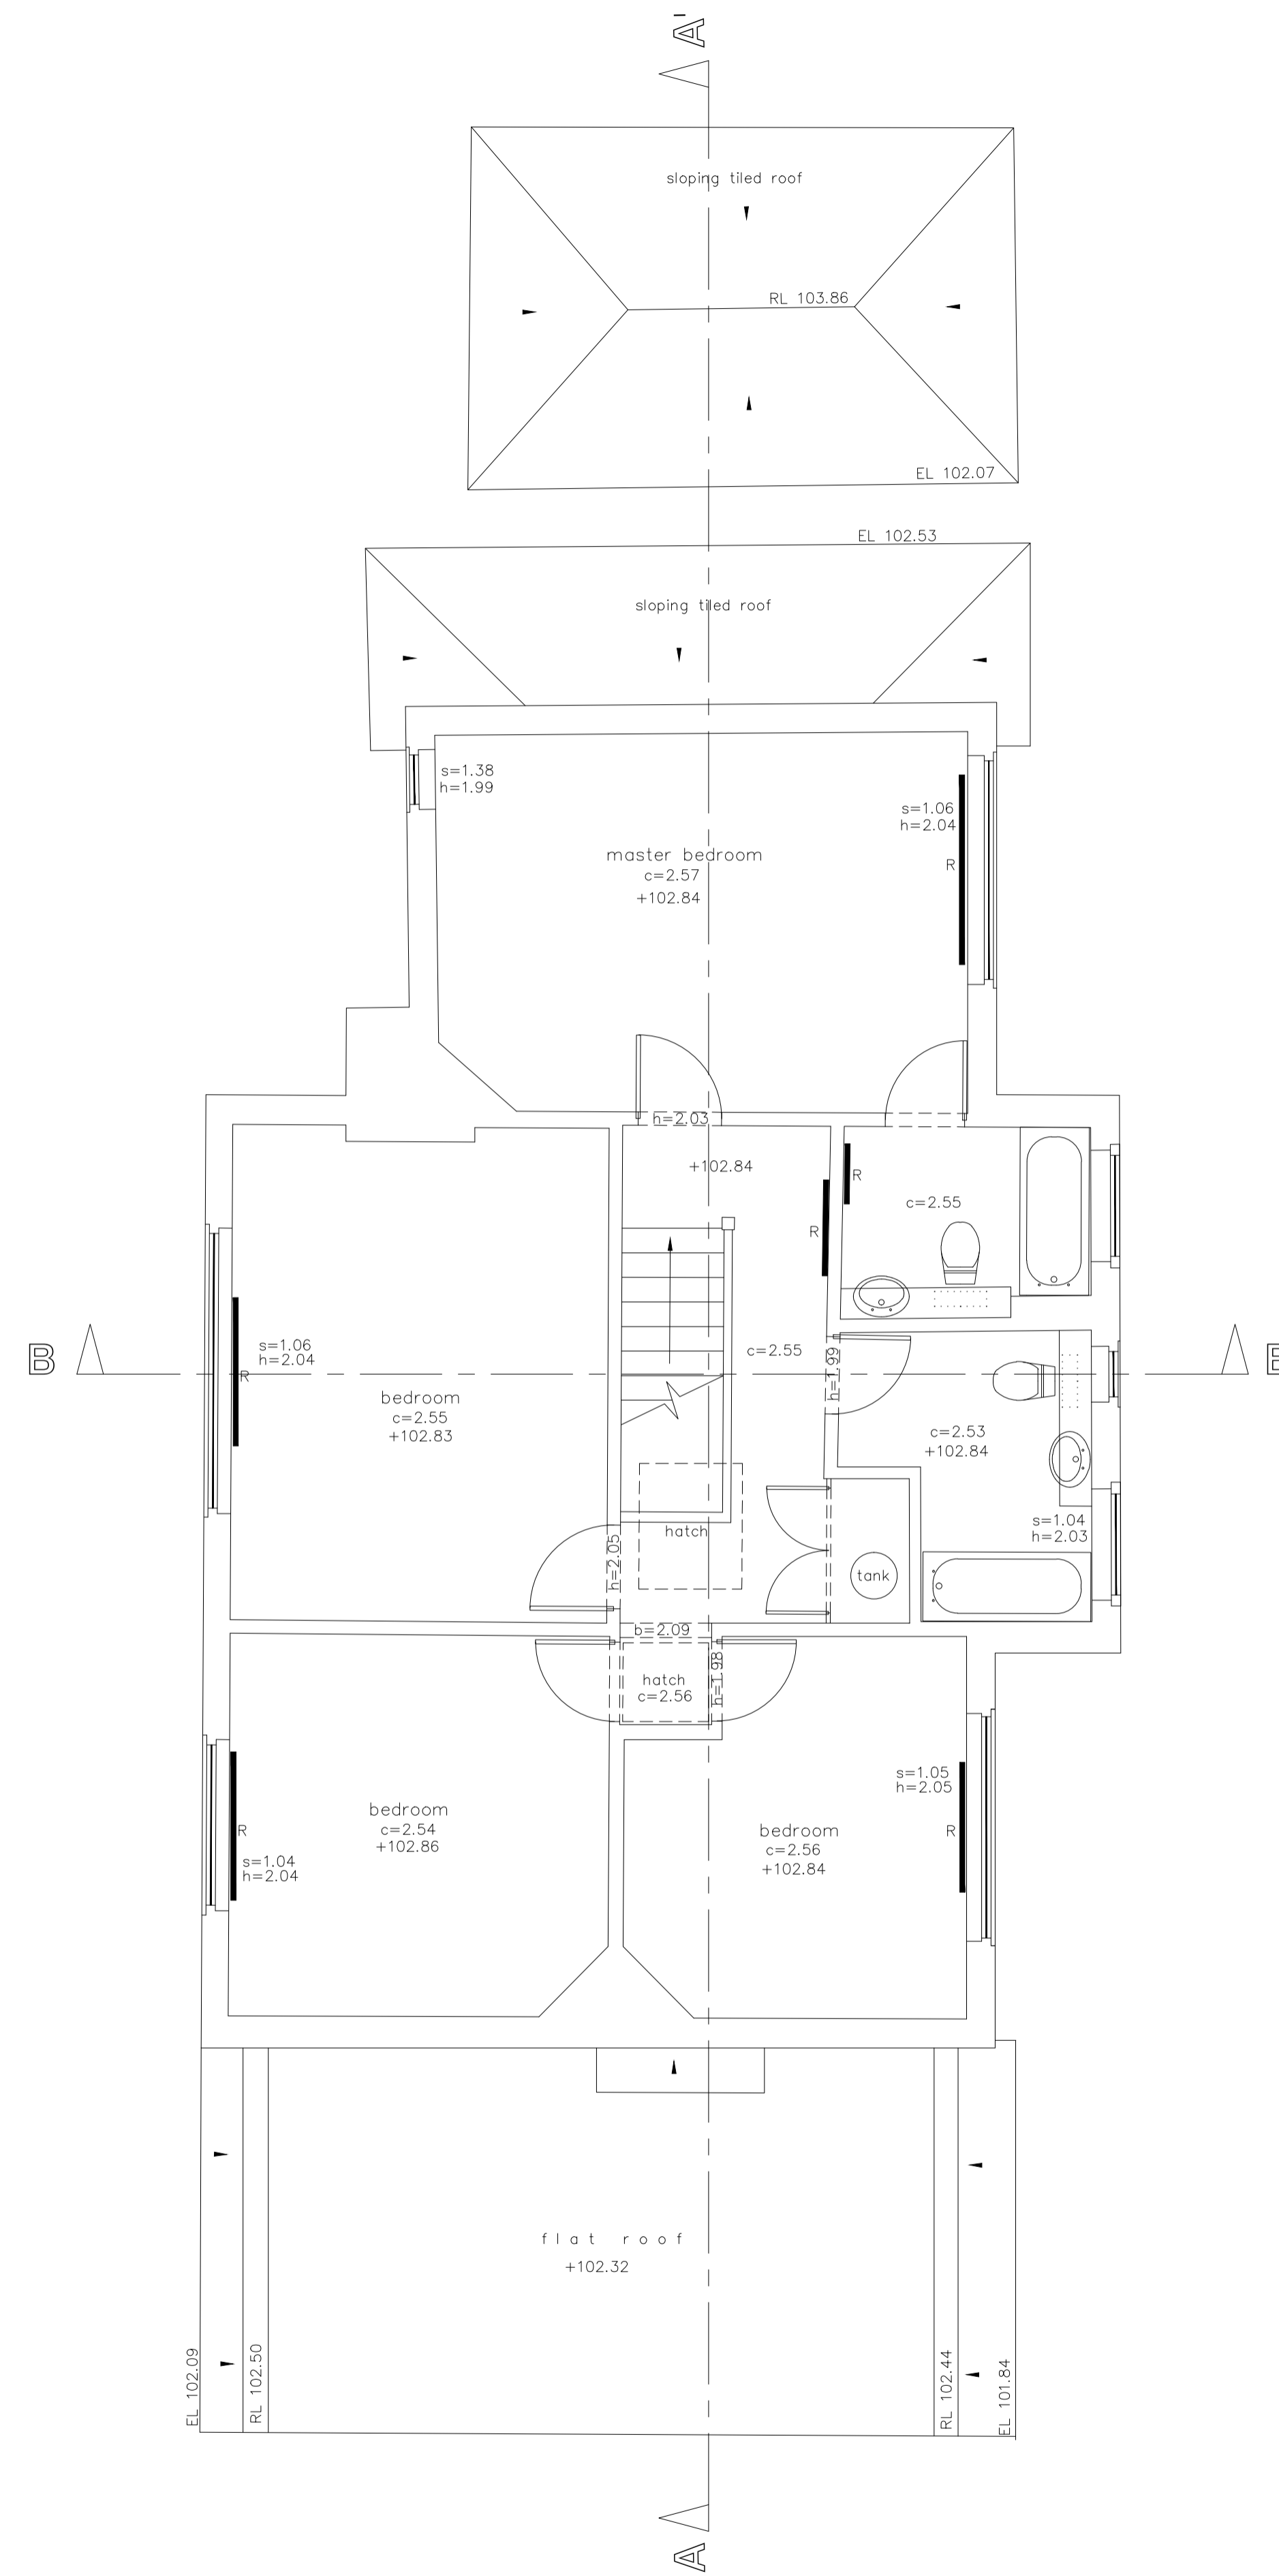 A'
sloping tiled roof
RL 103.86
EL 102.07
EL 102.53
sloping tiled roof
s=1.38
h=1.99
s=1.06
h=2.04
R
master bedroom
c=2.57
+102.84
h=2.03
+102.84
R
c=2.55
R
s=1.06
h=2.04
R
B
c=2.55
h=1.99
B
bedroom
c=2.55
+102.83
c=2.53
+102.84
s=1.04
h=2.03
hatch
h=2.05
tank
b=2.09
hatch
c=2.56
h=1.98
s=1.05
h=2.05
R
bedroom
c=2.54
+102.86
R
s=1.04
h=2.04
bedroom
c=2.56
+102.84
flat roof
+102.32
EL 102.09
RL 102.50
RL 102.44
EL 101.84
A